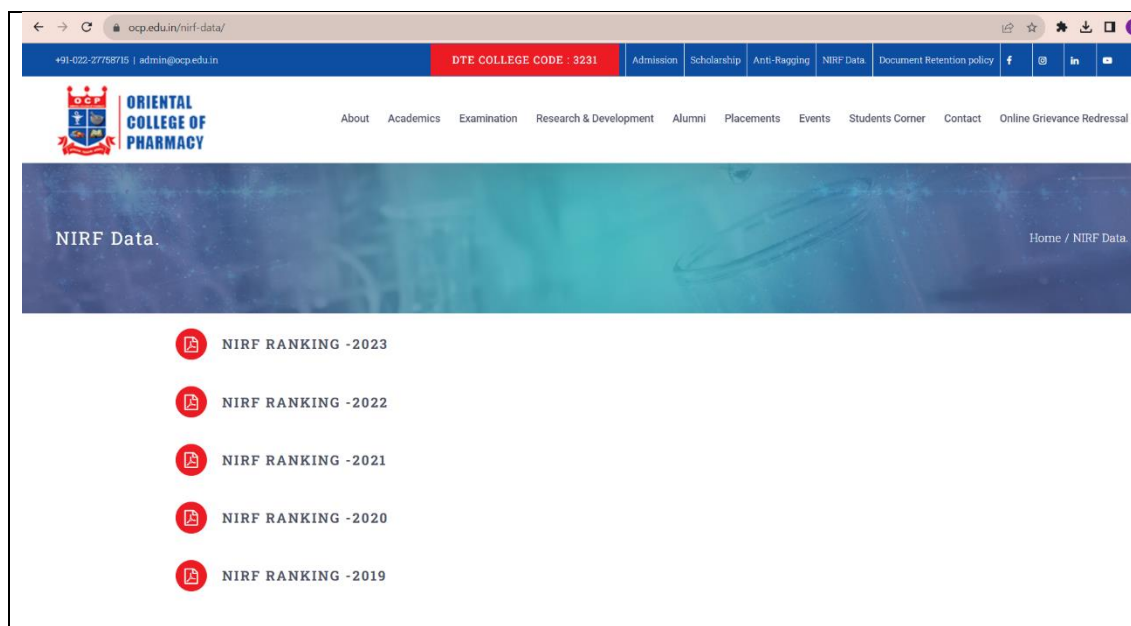 ocp.edu.in/nirf-data/
+91-022-27758715 | admin@ocp.edu.in DTE COLLEGE CODE : 3231 Admission Scholarship Anti-Ragging NIRF Data. Document Retention policy
OCP
ORIENTAL
COLLEGE OF
PHARMACY
About Academics Examination Research & Development Alumni Placements Events Students Corner Contact Online Grievance Redressal
NIRF Data.
Home / NIRF Data.
NIRF RANKING -2023
NIRF RANKING -2022
NIRF RANKING -2021
NIRF RANKING -2020
NIRF RANKING -2019